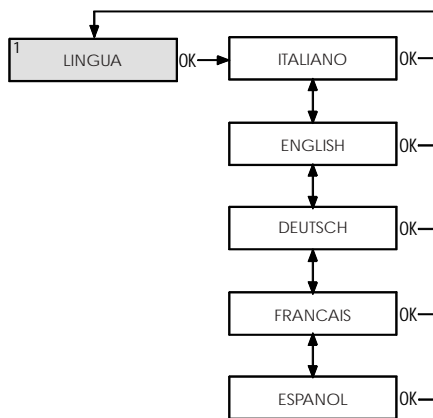 1
LINGUA OK ITALIANO OK
ENGLISH OK
DEUTSCH OK
FRANCAIS OK
ESPANOL OK